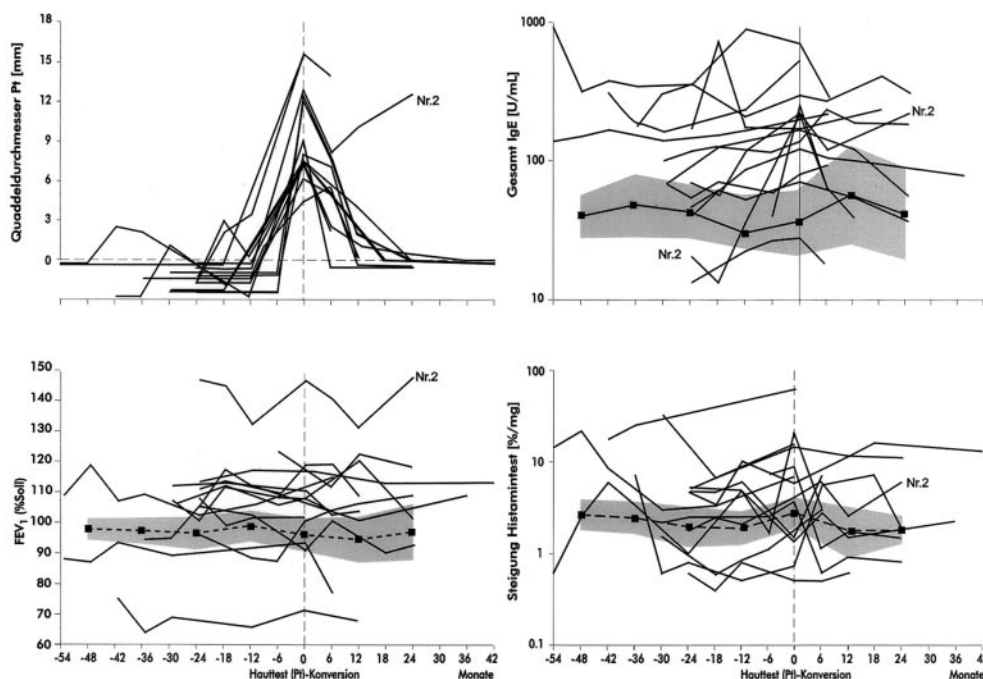 Quaddeldurchmesser Pt [mm]
18
15
12
9
6
3
0
Nr.2
Gesamt IgE [U/mL]
1000
100
10
Nr.2
Nr.2
FEV1 (%Soll)
150
140
130
120
110
100
90
80
70
60
Nr.2
-54 -48 -42 -36 -30 -24 -18 -12 -6 0 6 12 18 24 30 36 42
Hauttest (Pt)-Konversion Monate
Steigung Histamintest [%/mg]
100
10
1
0.1
Nr.2
-54 -48 -42 -36 -30 -24 -18 -12 -6 0 6 12 18 24 30 36 42
Hauttest (Pt)-Konversion Monate